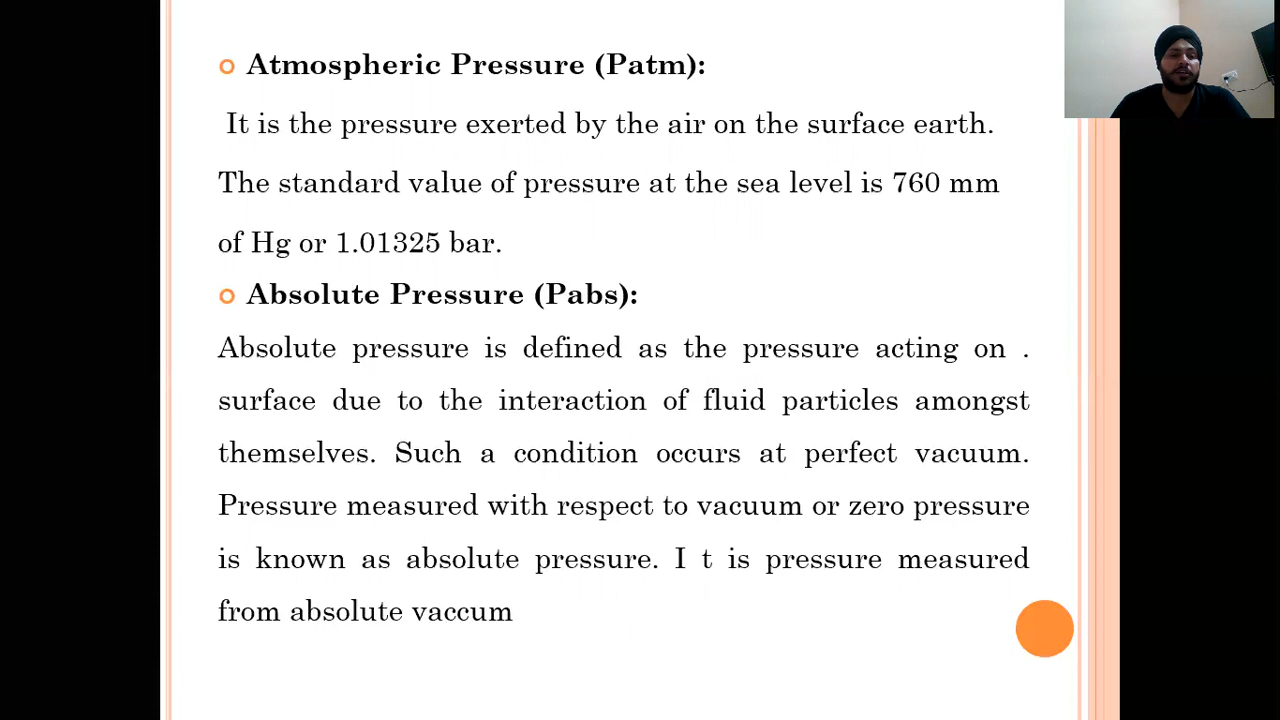 Atmospheric Pressure (Patm):
It is the pressure exerted by the air on the surface earth.
The standard value of pressure at the sea level is 760 mm
of Hg or 1.01325 bar.
Absolute Pressure (Pabs):
Absolute pressure is defined as the pressure acting on .
surface due to the interaction of fluid particles amongst
themselves. Such a condition occurs at perfect vacuum.
Pressure measured with respect to vacuum or zero pressure
is known as absolute pressure. I t is pressure measured
from absolute vaccum